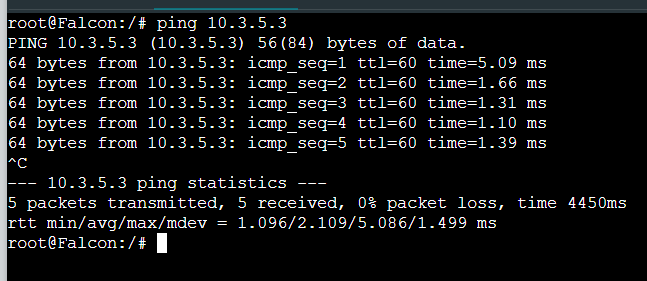 root@Falcon:/# ping 10.3.5.3
PING 10.3.5.3 (10.3.5.3) 56(84) bytes of data.
64 bytes from 10.3.5.3: icmp_seq=1 ttl=60 time=5.09 ms
64 bytes from 10.3.5.3: icmp_seq=2 ttl=60 time=1.66 ms
64 bytes from 10.3.5.3: icmp_seq=3 ttl=60 time=1.31 ms
64 bytes from 10.3.5.3: icmp_seq=4 ttl=60 time=1.10 ms
64 bytes from 10.3.5.3: icmp_seq=5 ttl=60 time=1.39 ms
^C
--- 10.3.5.3 ping statistics ---
5 packets transmitted, 5 received, 0% packet loss, time 4450ms
rtt min/avg/max/mdev = 1.096/2.109/5.086/1.499 ms
root@Falcon:/#